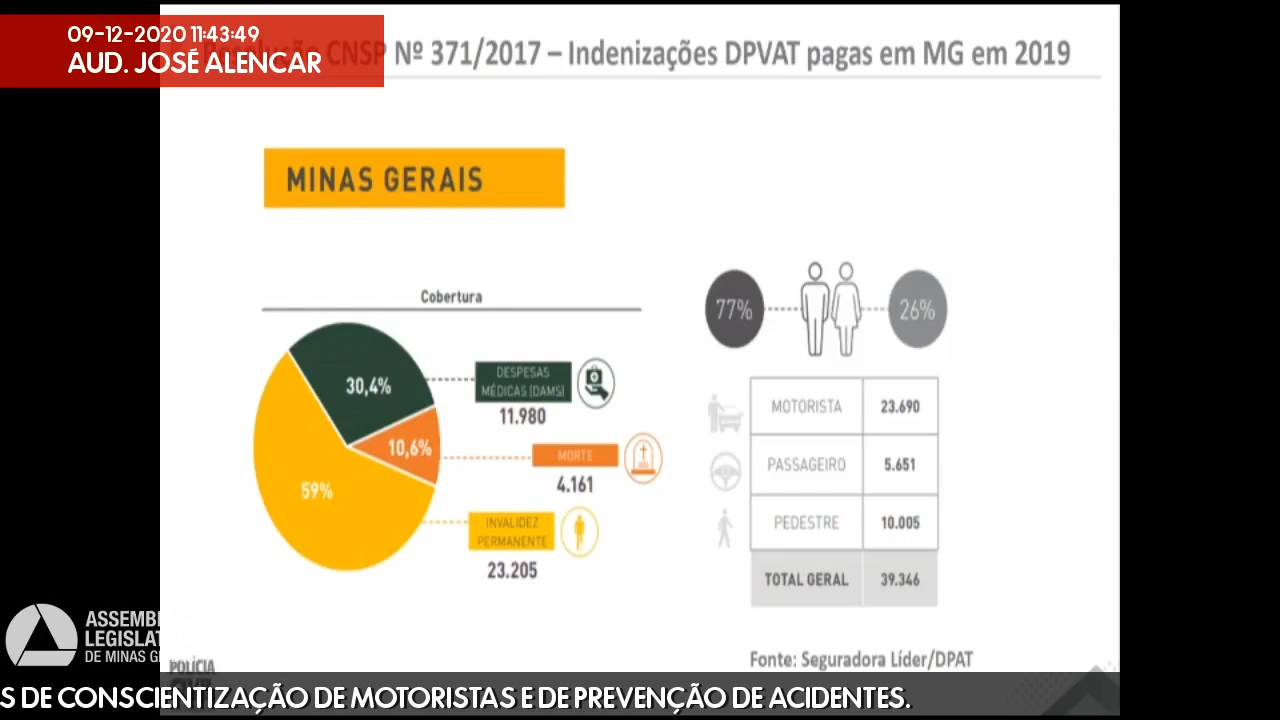 09-12-2020 11:43:49
AUD. JOSÉ ALENCAR
CNSP Nº 371/2017 – Indenizações DPVAT pagas em MG em 2019
MINAS GERAIS
Cobertura
30,4%
10,6%
59%
DESPESAS
MÉDICAS (DAMS)
11.980
MORTE
4.161
INVALIDEZ
PERMANENTE
23.205
77%
26%
MOTORISTA 23.690
PASSAGEIRO 5.651
PEDESTRE 10.005
TOTAL GERAL 39.346
Fonte: Seguradora Líder/DPAT
ASSEMBL
LEGISLAT
DE MINAS G
POLÍCIA
S DE CONSCIENTIZAÇÃO DE MOTORISTAS E DE PREVENÇÃO DE ACIDENTES.